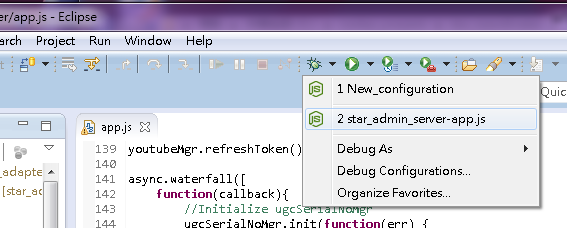 er/app.js - Eclipse
earch Project Run Window Help
1 New_configuration
Quic
2 star_admin_server-app.js
app.js
Debug As
Debug Configurations...
Organize Favorites...
_adapte
[star_ad
139 youtubeMgr.refreshToken()
140
141 async.waterfall([
142 function(callback){
143 //Initialize ugcSerialNoMgr
144 ugcSerialNoMgr.init(function(err) {